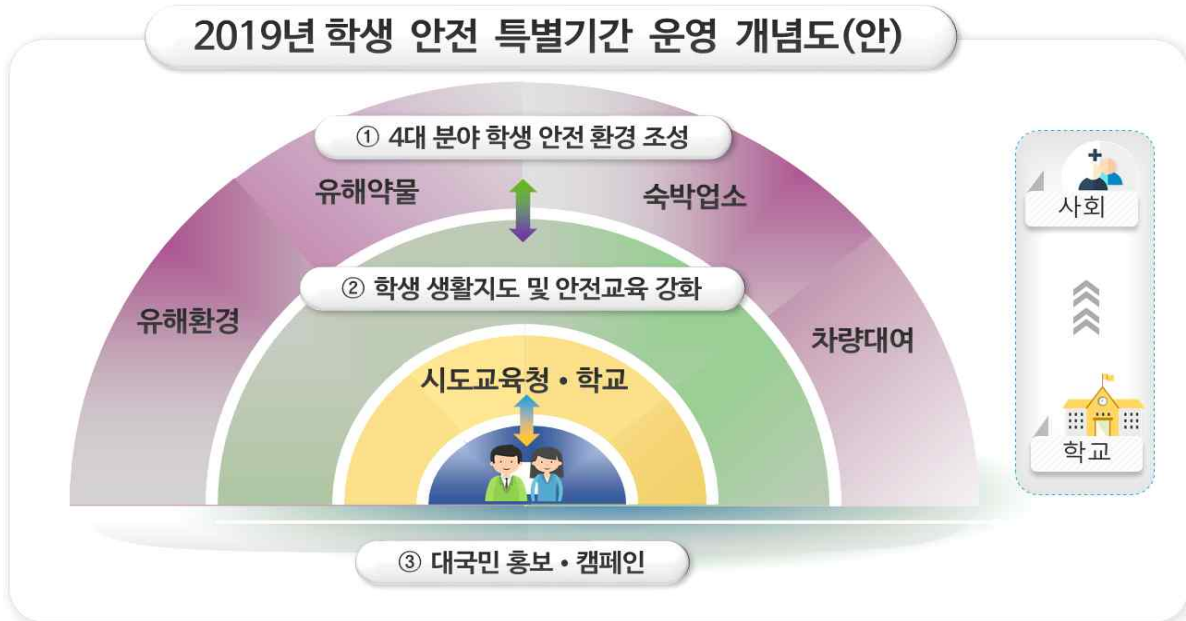 2019년 학생 안전 특별기간 운영 개념도(안)
① 4대 분야 학생 안전 환경 조성
유해약물
숙박업소
② 학생 생활지도 및 안전교육 강화
유해환경
차량대여
시도교육청 • 학교
③ 대국민 홍보 • 캠페인
사회
학교